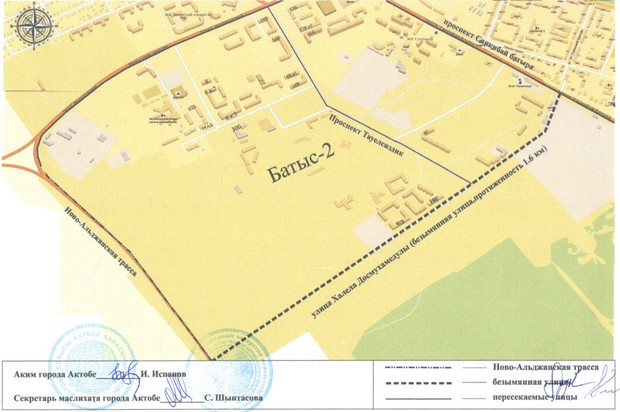 проспект Санкибай батыра
Проспект Тауелсиздик
Батыс-2
Ново-Альджанская трасса
улица Халела Досмухамедулы (безымянная улица,протяженность 1.6 км)
Аким города Актобе И. Испанов
Секретарь маслихата города Актобе С. Шынтасова
Ново-Альджанская трасса
безымянная улица
пересекаемые улицы